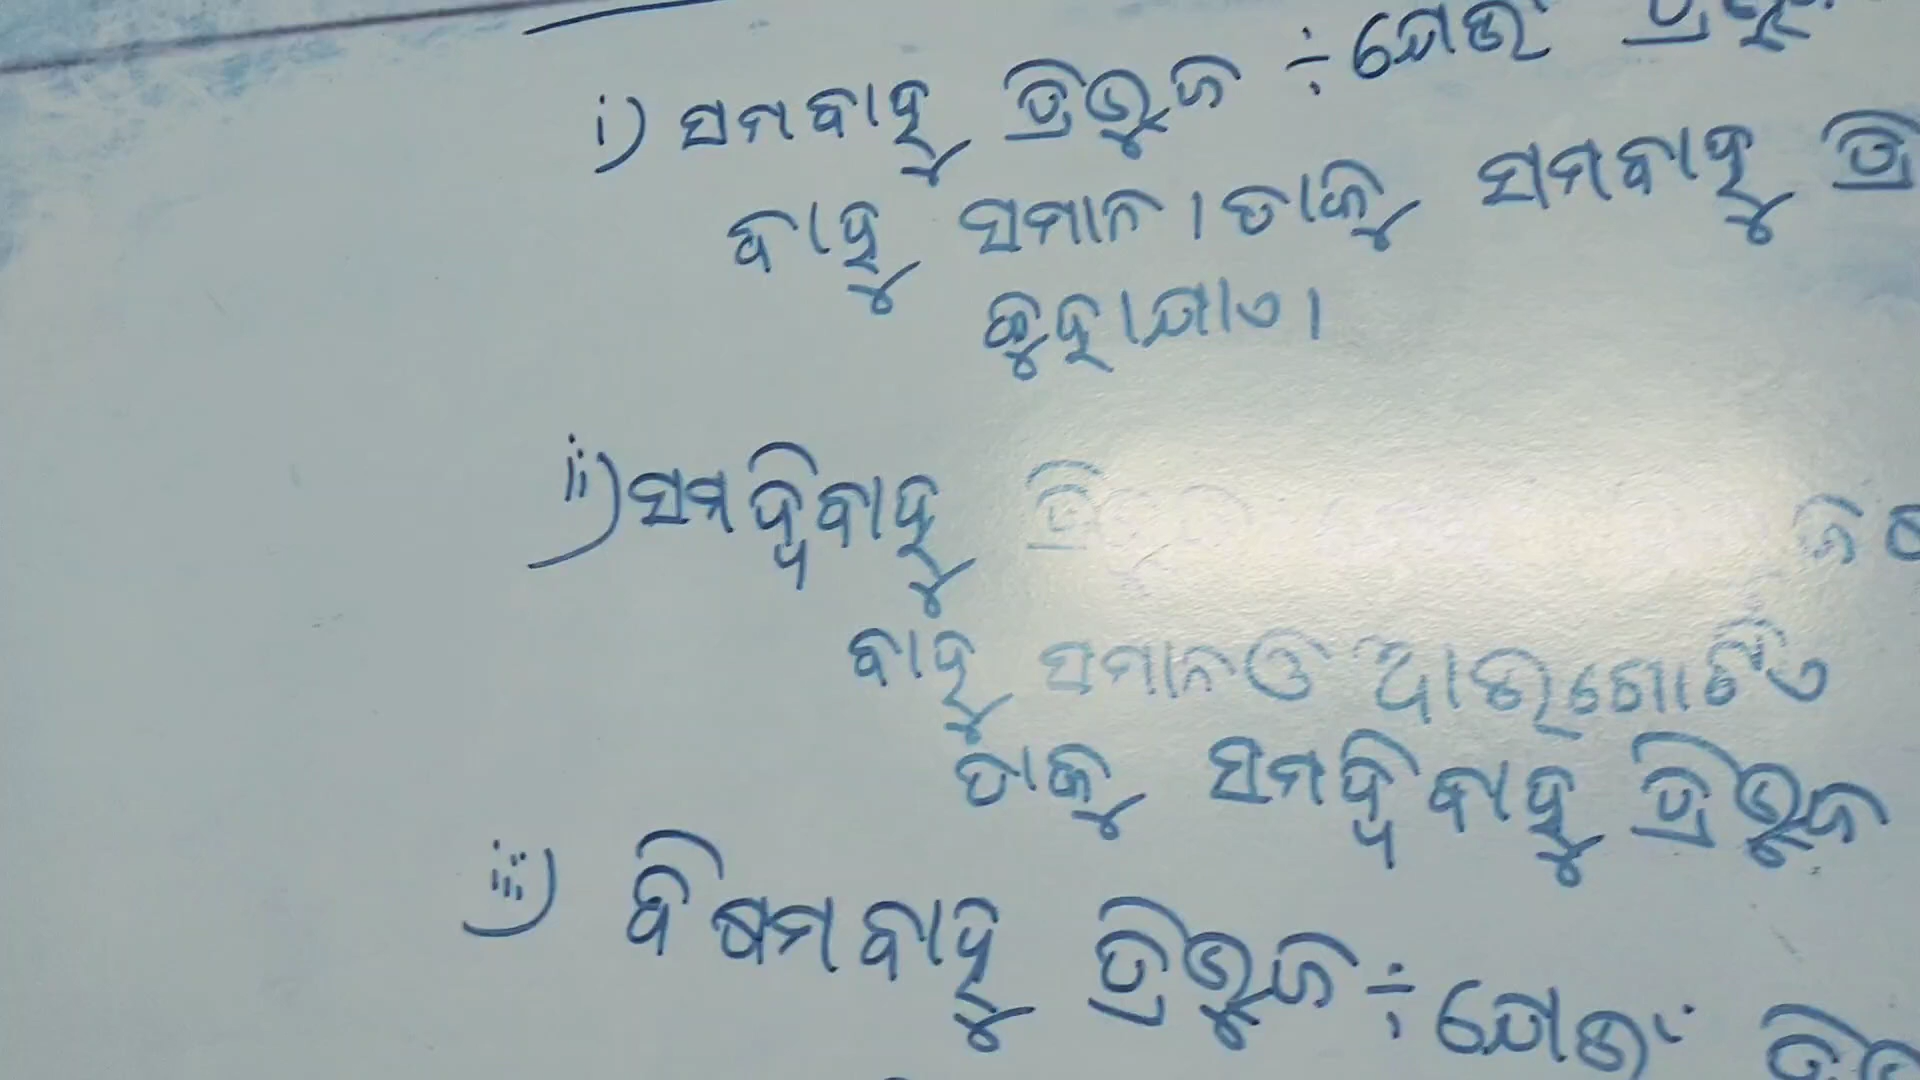 i) ସମବାହୁ ତ୍ରିଭୁଜ ÷ ଯେଉଁ
ବାହୁ ସମାନ । ତାକୁ ସମବାହୁ
କୁହାଯାଏ ।
ii) ସମଦ୍ୱିବାହୁ ତ୍ରିଭୁଜ
ବାହୁ ସମାନ ଓ ଆଉ ଗୋଟିଏ
ତାକୁ ସମଦ୍ୱିବାହୁ ତ୍ରିଭୁଜ
iii) ବିଷମବାହୁ ତ୍ରିଭୁଜ ÷ ଯେଉଁ